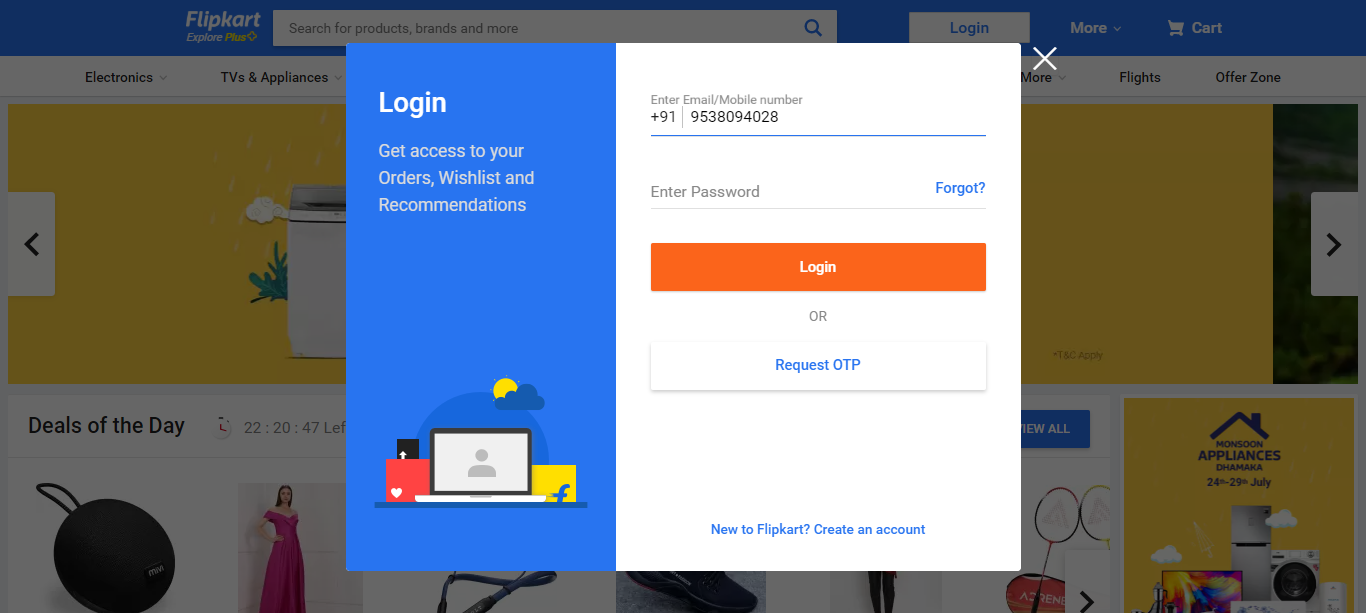 Flipkart
Explore Plus
Search for products, brands and more
Login
More
Cart
Electronics
TVs & Appliances
More
Flights
Offer Zone
Login
Get access to your
Orders, Wishlist and
Recommendations
Enter Email/Mobile number
+91 9538094028
Enter Password
Forgot?
Login
OR
Request OTP
New to Flipkart? Create an account
*T&C Apply
Deals of the Day
22 : 20 : 47 Lef
VIEW ALL
MONSOON
APPLIANCES
DHAMAKA
24th-29th July
mivi